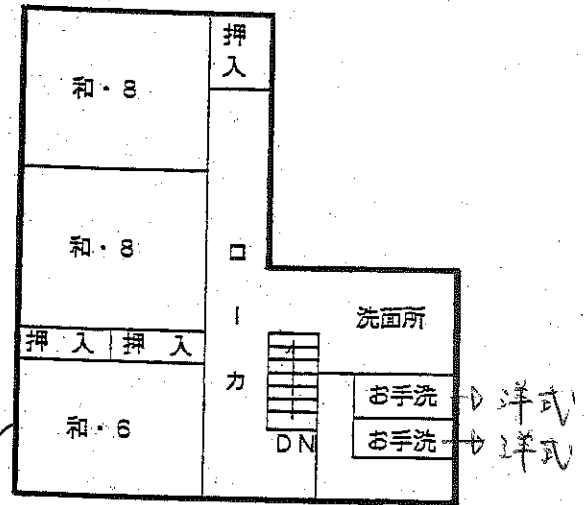 押
入
和・8
和・8
ローカ
洗面所
押入 押入
お手洗 → 洋式
お手洗 → 洋式
和・6
DN